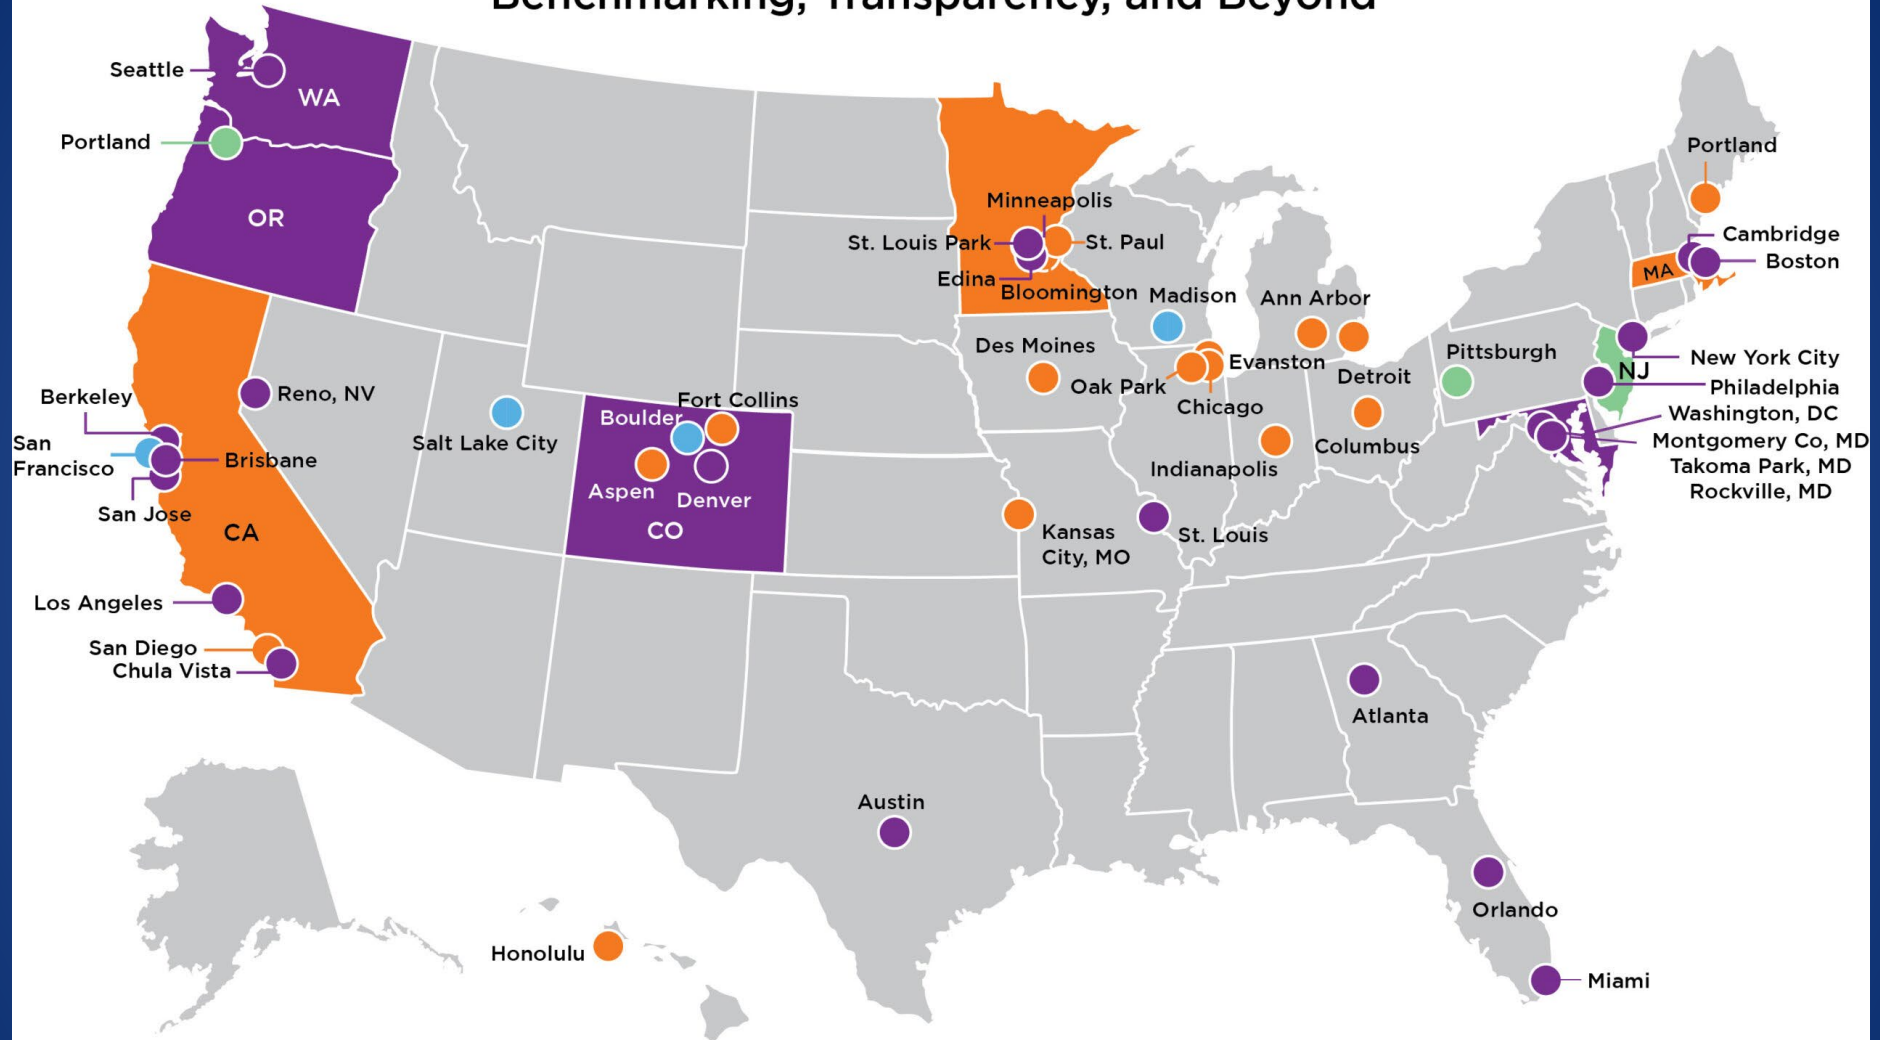 Benchmarking, Transparency, and Beyond
Seattle
WA
Portland
OR
Portland
Minneapolis
St. Louis Park
St. Paul
Edina
Bloomington
Cambridge
Boston
MA
Madison
Ann Arbor
Des Moines
Oak Park
Evanston
Chicago
Detroit
Pittsburgh
NJ
New York City
Philadelphia
Washington, DC
Montgomery Co, MD
Takoma Park, MD
Rockville, MD
Berkeley
Reno, NV
San
Francisco
Brisbane
San Jose
CA
Salt Lake City
Fort Collins
Boulder
Aspen
Denver
CO
Indianapolis
Columbus
Kansas
City, MO
St. Louis
Los Angeles
San Diego
Chula Vista
Atlanta
Austin
Orlando
Honolulu
Miami